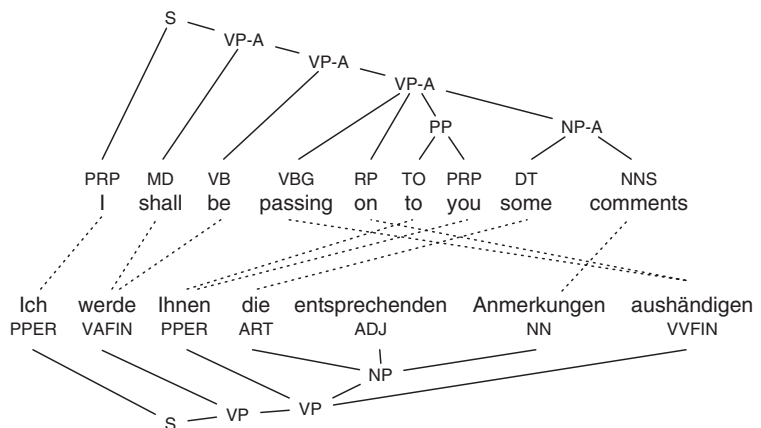 S
VP-A
VP-A
VP-A
PP
NP-A
PRP MD VB VBG RP TO PRP DT NNS
I shall be passing on to you some comments
Ich werde Ihnen die entsprechenden Anmerkungen aushändigen
PPER VAFIN PPER ART ADJ NN VVFIN
NP
VP
VP
S